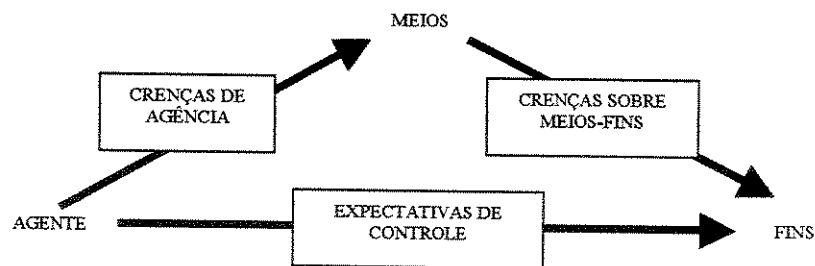 MEIOS
CRENÇAS DE
AGÊNCIA
CRENÇAS SOBRE
MEIOS-FINS
AGENTE
EXPECTATIVAS DE
CONTROLE
FINS